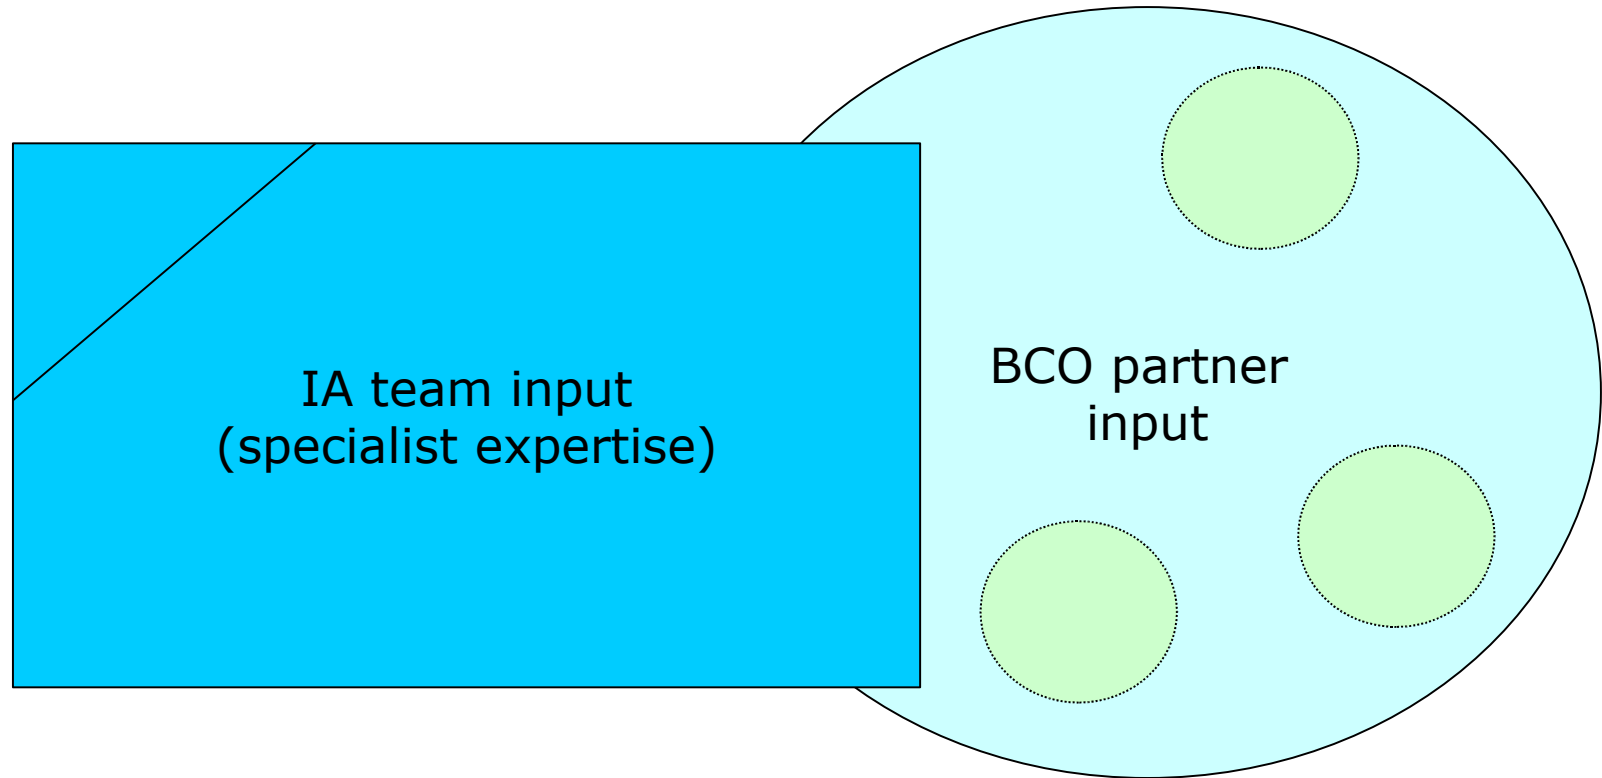 IA team input
(specialist expertise)
BCO partner
input